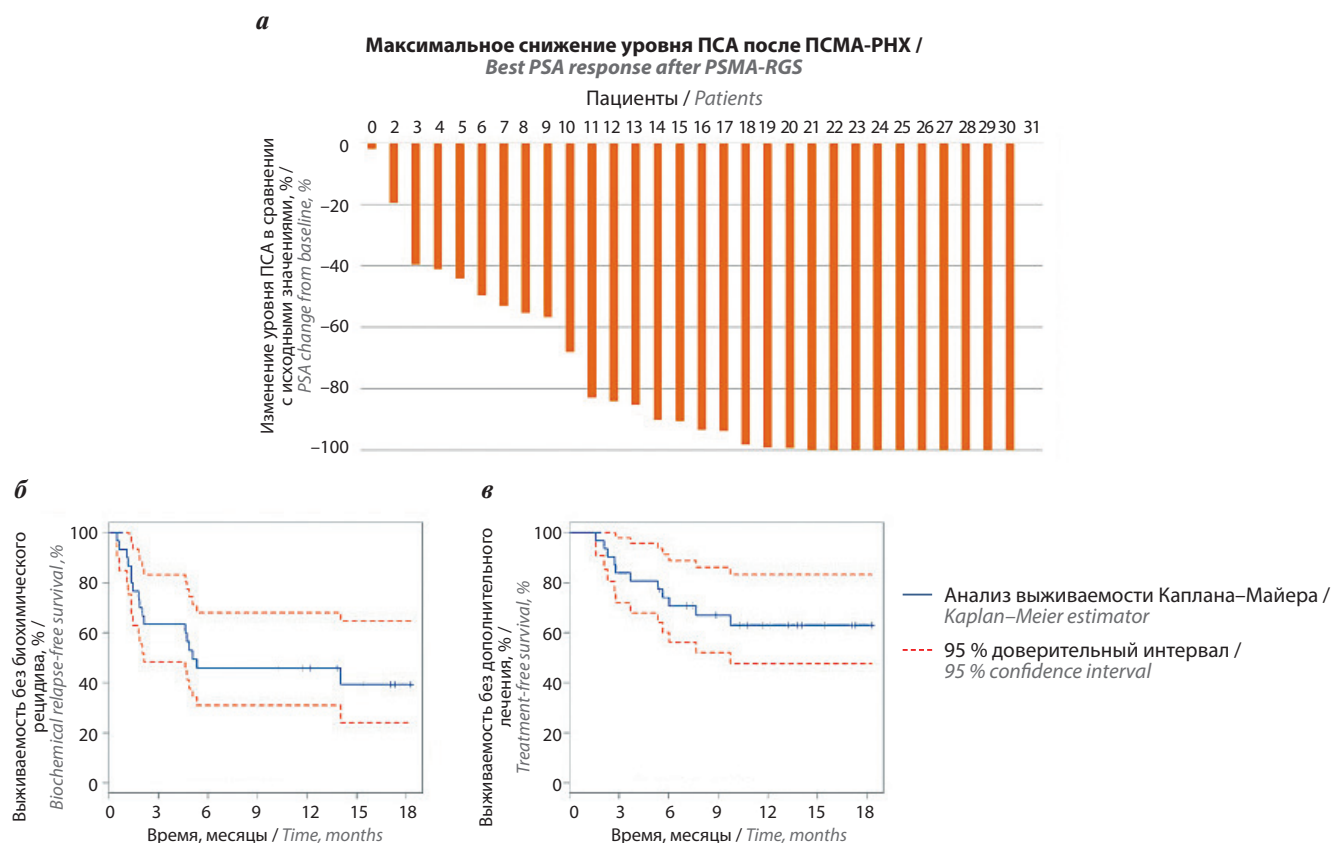 а
Максимальное снижение уровня ПСА после ПСМА-РНХ /
Best PSA response after PSMA-RGS
Пациенты / Patients
0 2 3 4 5 6 7 8 9 10 11 12 13 14 15 16 17 18 19 20 21 22 23 24 25 26 27 28 29 30 31
Изменение уровня ПСА в сравнении
с исходными значениями, % /
PSA change from baseline, %
0
–20
–40
–60
–80
–100
б
Выживаемость без биохимического
рецидива, % /
Biochemical relapse-free survival, %
100
80
60
40
20
0
0 3 6 9 12 15 18
Время, месяцы / Time, months
в
Выживаемость без дополнительного
лечения, % /
Treatment-free survival, %
100
80
60
40
20
0
0 3 6 9 12 15 18
Время, месяцы / Time, months
Анализ выживаемости Каплана–Майера /
Kaplan–Meier estimator
95 % доверительный интервал /
95 % confidence interval